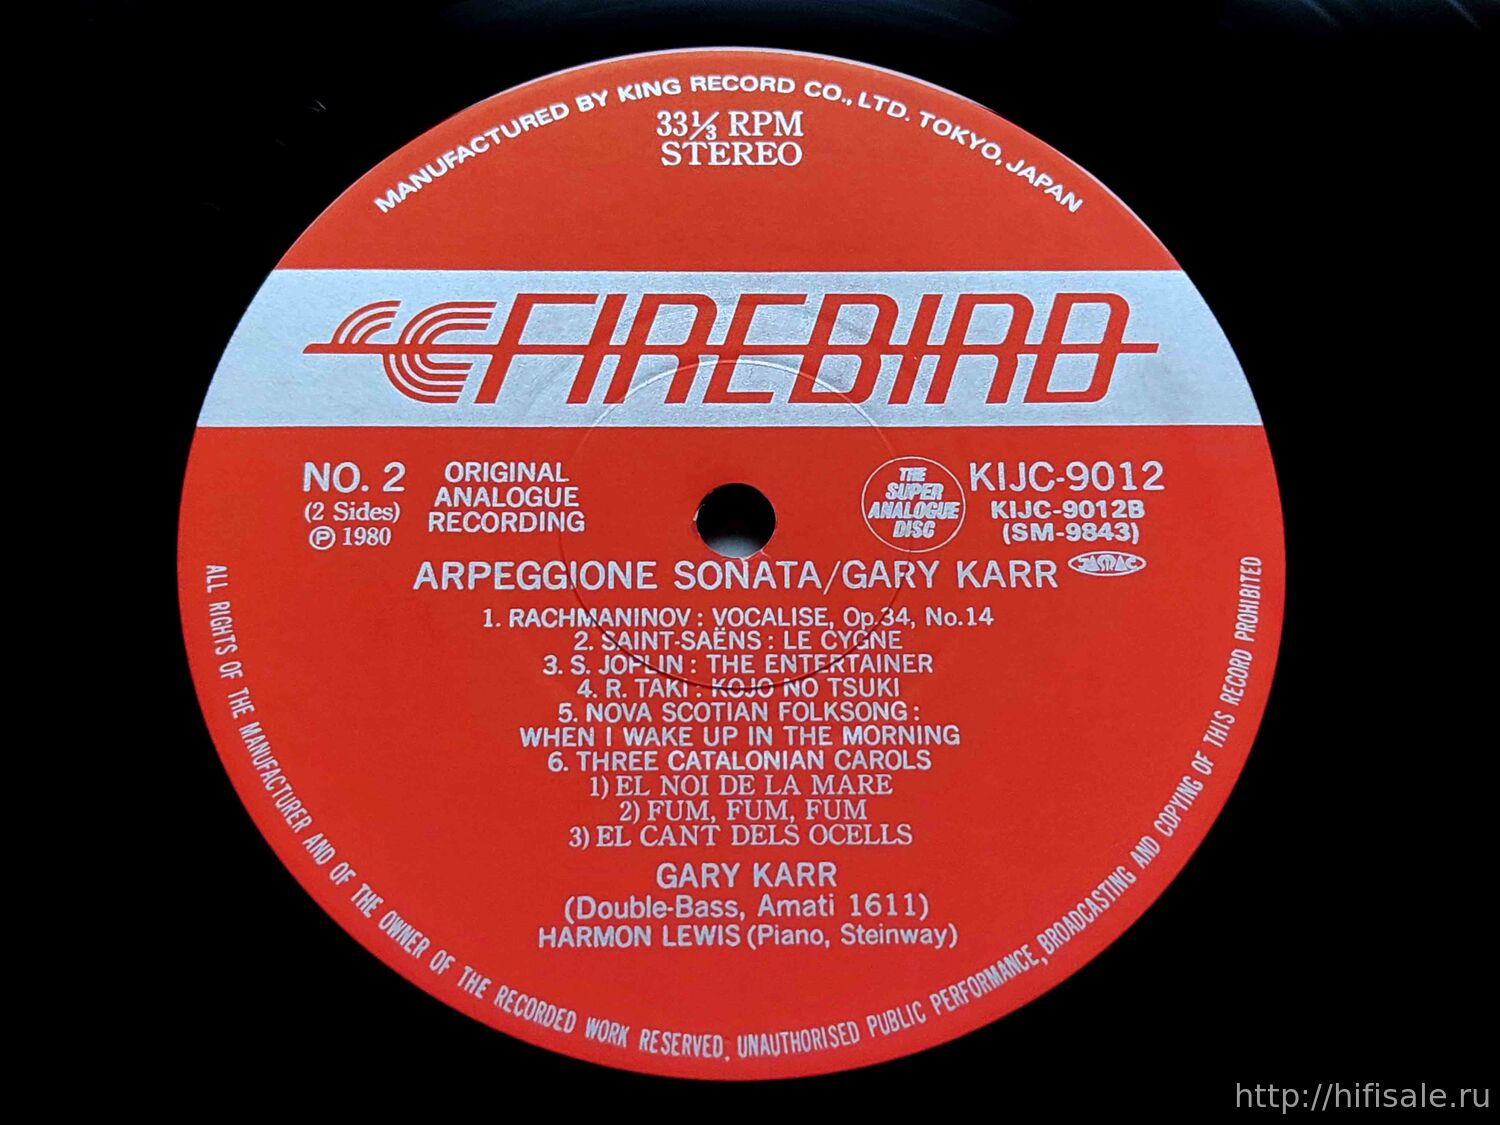 MANUFACTURED BY KING RECORD CO., LTD. TOKYO, JAPAN
33⅓ RPM
STEREO
FIREBIRD
NO. 2
(2 Sides)
Ⓟ 1980
ORIGINAL
ANALOGUE
RECORDING
THE
SUPER
ANALOGUE
DISC
KIJC-9012
KIJC-9012B
(SM-9843)
JASRAC
ARPEGGIONE SONATA/GARY KARR
1. RACHMANINOV : VOCALISE, Op.34, No.14
2. SAINT-SAËNS : LE CYGNE
3. S. JOPLIN : THE ENTERTAINER
4. R. TAKI : KOJO NO TSUKI
5. NOVA SCOTIAN FOLKSONG :
WHEN I WAKE UP IN THE MORNING
6. THREE CATALONIAN CAROLS
1) EL NOI DE LA MARE
2) FUM, FUM, FUM
3) EL CANT DELS OCELLS
GARY KARR
(Double-Bass, Amati 1611)
HARMON LEWIS (Piano, Steinway)
ALL RIGHTS OF THE MANUFACTURER AND OF THE OWNER OF THE RECORDED WORK RESERVED. UNAUTHORISED PUBLIC PERFORMANCE, BROADCASTING AND COPYING OF THIS RECORD PROHIBITED
http://hifisale.ru